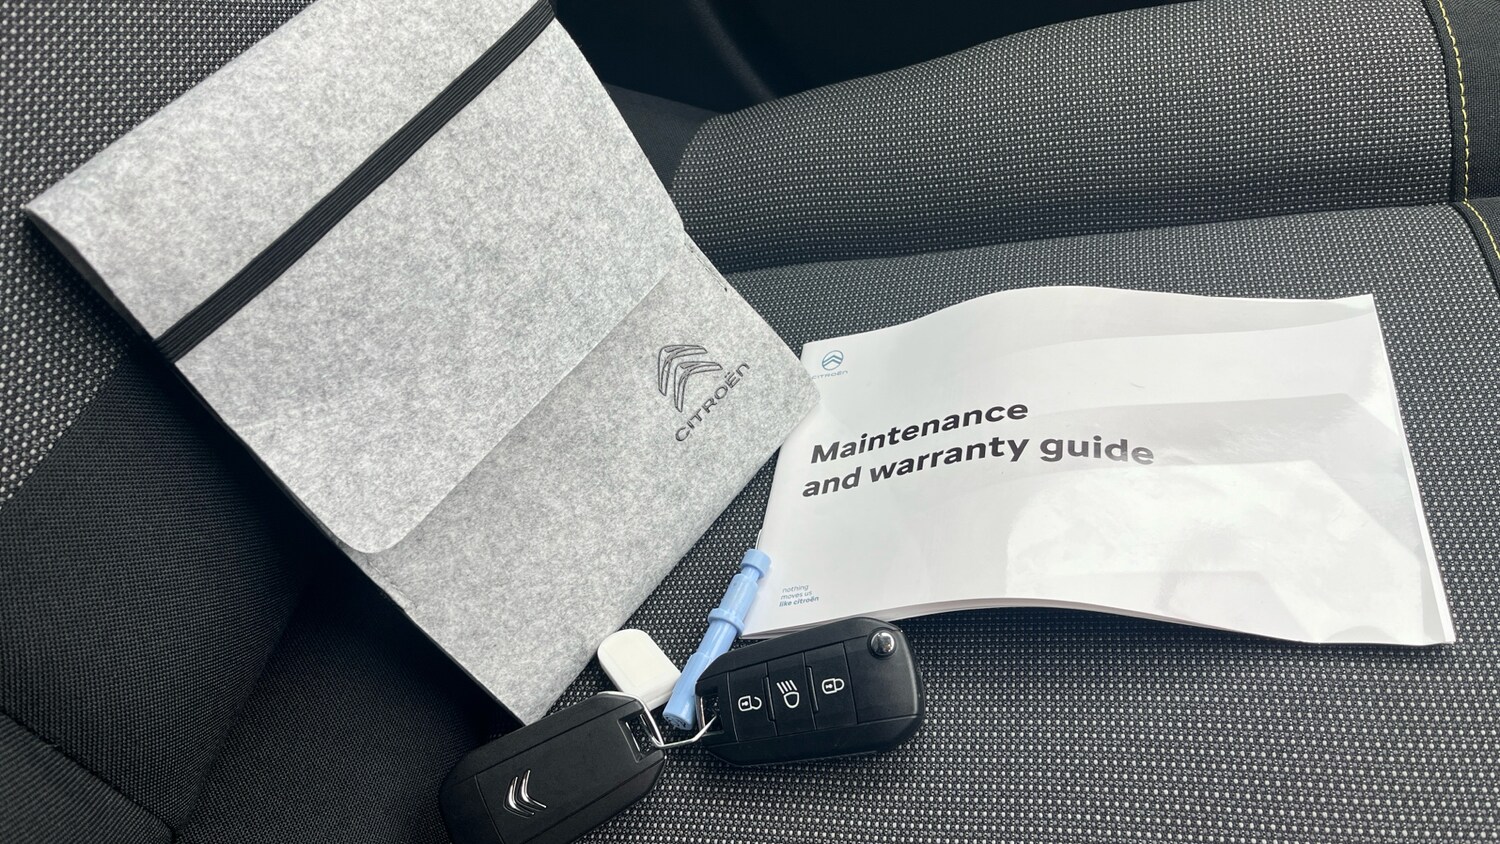 CITROËN
CITROËN
Maintenance
and warranty guide
nothing
moves us
like citroën